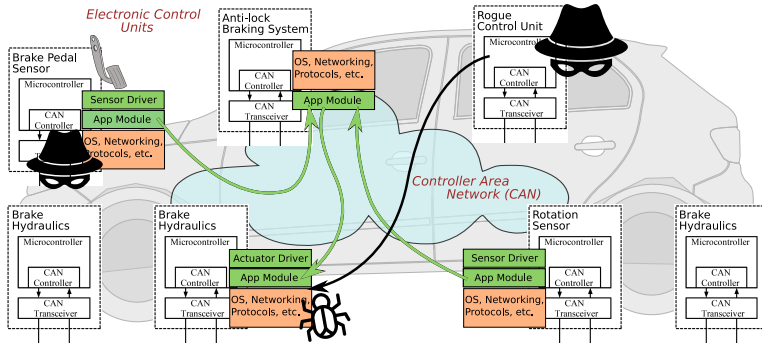 Electronic Control
Units
Brake Pedal
Sensor
Microcontroller
CAN
Controller
Sensor Driver
App Module
OS, Networking,
Protocols, etc.
Anti-lock
Braking System
Microcontroller
CAN
Controller
CAN
Transceiver
OS, Networking,
Protocols, etc.
App Module
Rogue
Control Unit
Microcontroller
CAN
Controller
CAN
Transceiver
Controller Area
Network (CAN)
Brake
Hydraulics
Microcontroller
CAN
Controller
CAN
Transceiver
Brake
Hydraulics
Microcontroller
CAN
Controller
CAN
Transceiver
Actuator Driver
App Module
OS, Networking,
Protocols, etc.
Sensor Driver
App Module
OS, Networking,
Protocols, etc.
Rotation
Sensor
Microcontroller
CAN
Controller
CAN
Transceiver
Brake
Hydraulics
Microcontroller
CAN
Controller
CAN
Transceiver